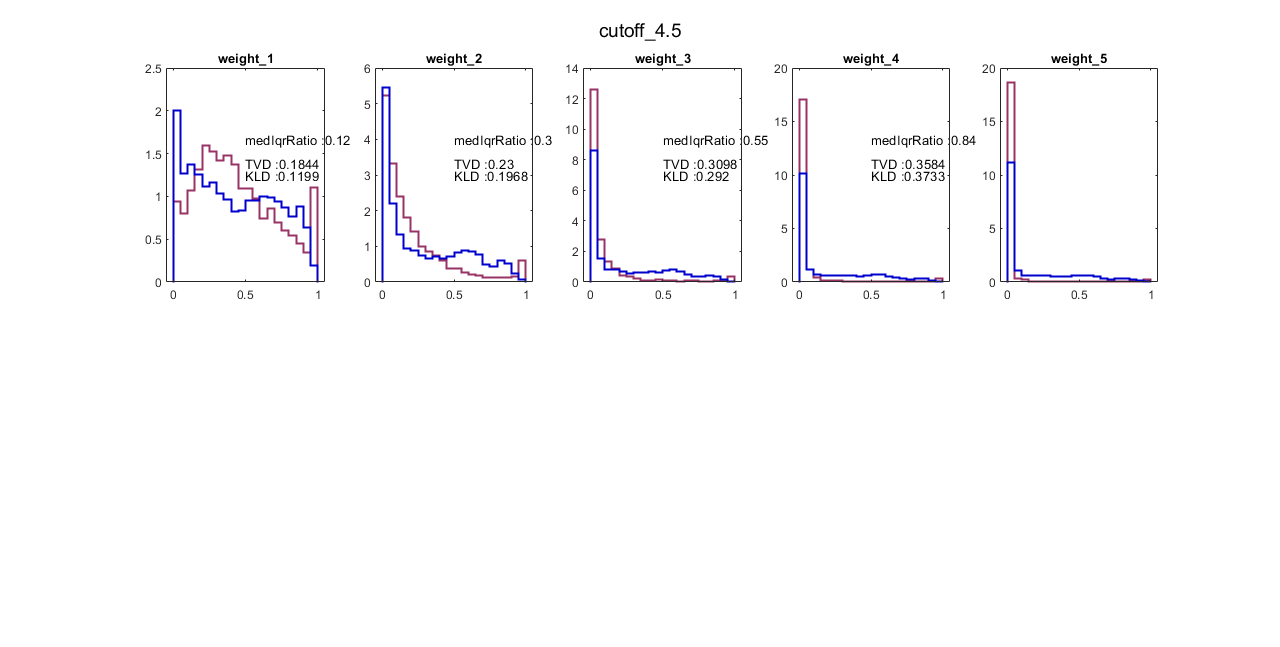 cutoff_4.5
weight_1
2.5
2
1.5
1
0.5
0
0
0.5
1
medIqrRatio :0.12
TVD :0.1844
KLD :0.1199
weight_2
6
5
4
3
2
1
0
0
0.5
1
medIqrRatio :0.3
TVD :0.23
KLD :0.1968
weight_3
14
12
10
8
6
4
2
0
0
0.5
1
medIqrRatio :0.55
TVD :0.3098
KLD :0.292
weight_4
20
15
10
5
0
0
0.5
1
medIqrRatio :0.84
TVD :0.3584
KLD :0.3733
weight_5
20
15
10
5
0
0
0.5
1